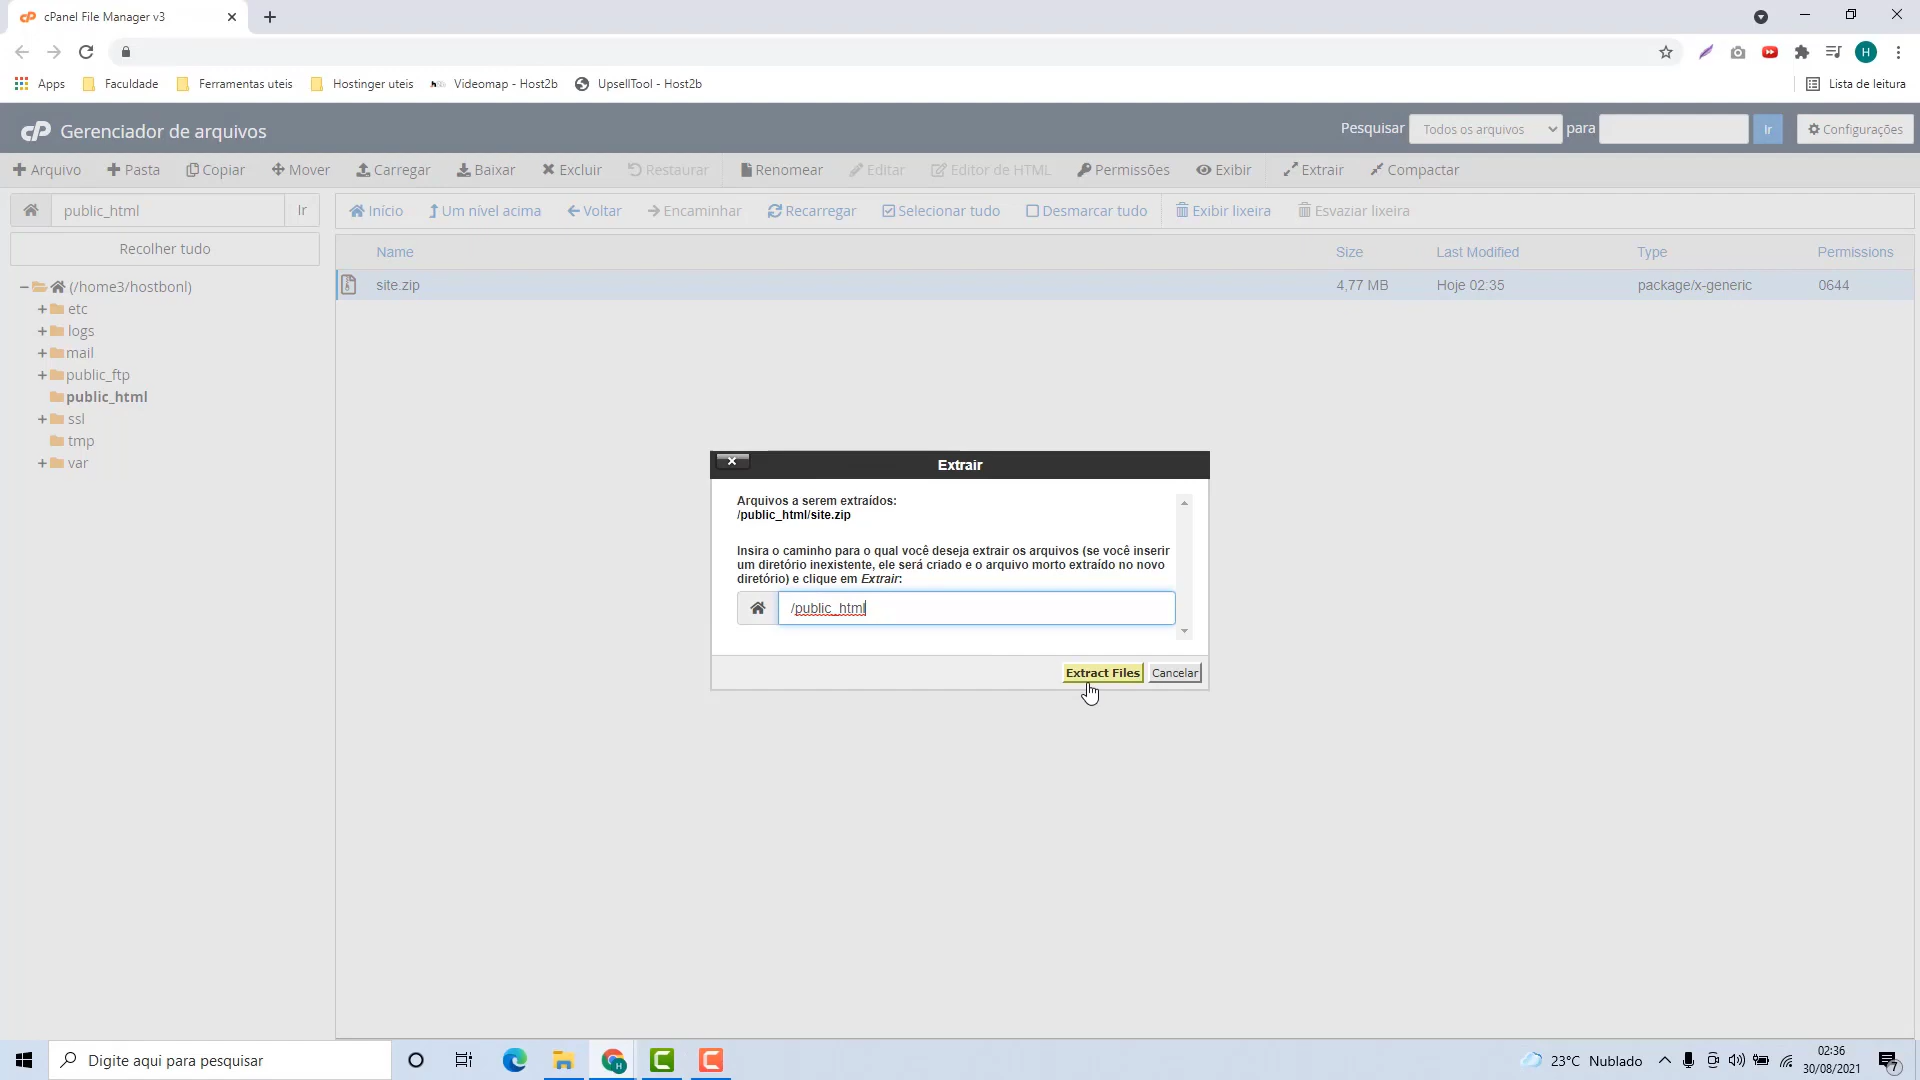 cPanel File Manager v3
H
Apps
Faculdade
Ferramentas uteis
Hostinger uteis
Videomap - Host2b
UpsellTool - Host2b
Lista de leitura
cP Gerenciador de arquivos
Pesquisar Todos os arquivos para Ir Configurações
Arquivo Pasta Copiar Mover Carregar Baixar Excluir Restaurar Renomear Editar Editor de HTML Permissões Exibir Extrair Compactar
public_html Ir
Início Um nível acima Voltar Encaminhar Recarregar Selecionar tudo Desmarcar tudo Exibir lixeira Esvaziar lixeira
Recolher tudo
Name Size Last Modified Type Permissions
site.zip 4,77 MB Hoje 02:35 package/x-generic 0644
(/home3/hostbonl)
etc
logs
mail
public_ftp
public_html
ssl
tmp
var
Extrair
Arquivos a serem extraídos:
/public_html/site.zip
Insira o caminho para o qual você deseja extrair os arquivos (se você inserir
um diretório inexistente, ele será criado e o arquivo morto extraído no novo
diretório) e clique em Extrair:
/public_html
Extract Files Cancelar
Digite aqui para pesquisar
23°C Nublado
02:36
30/08/2021
7